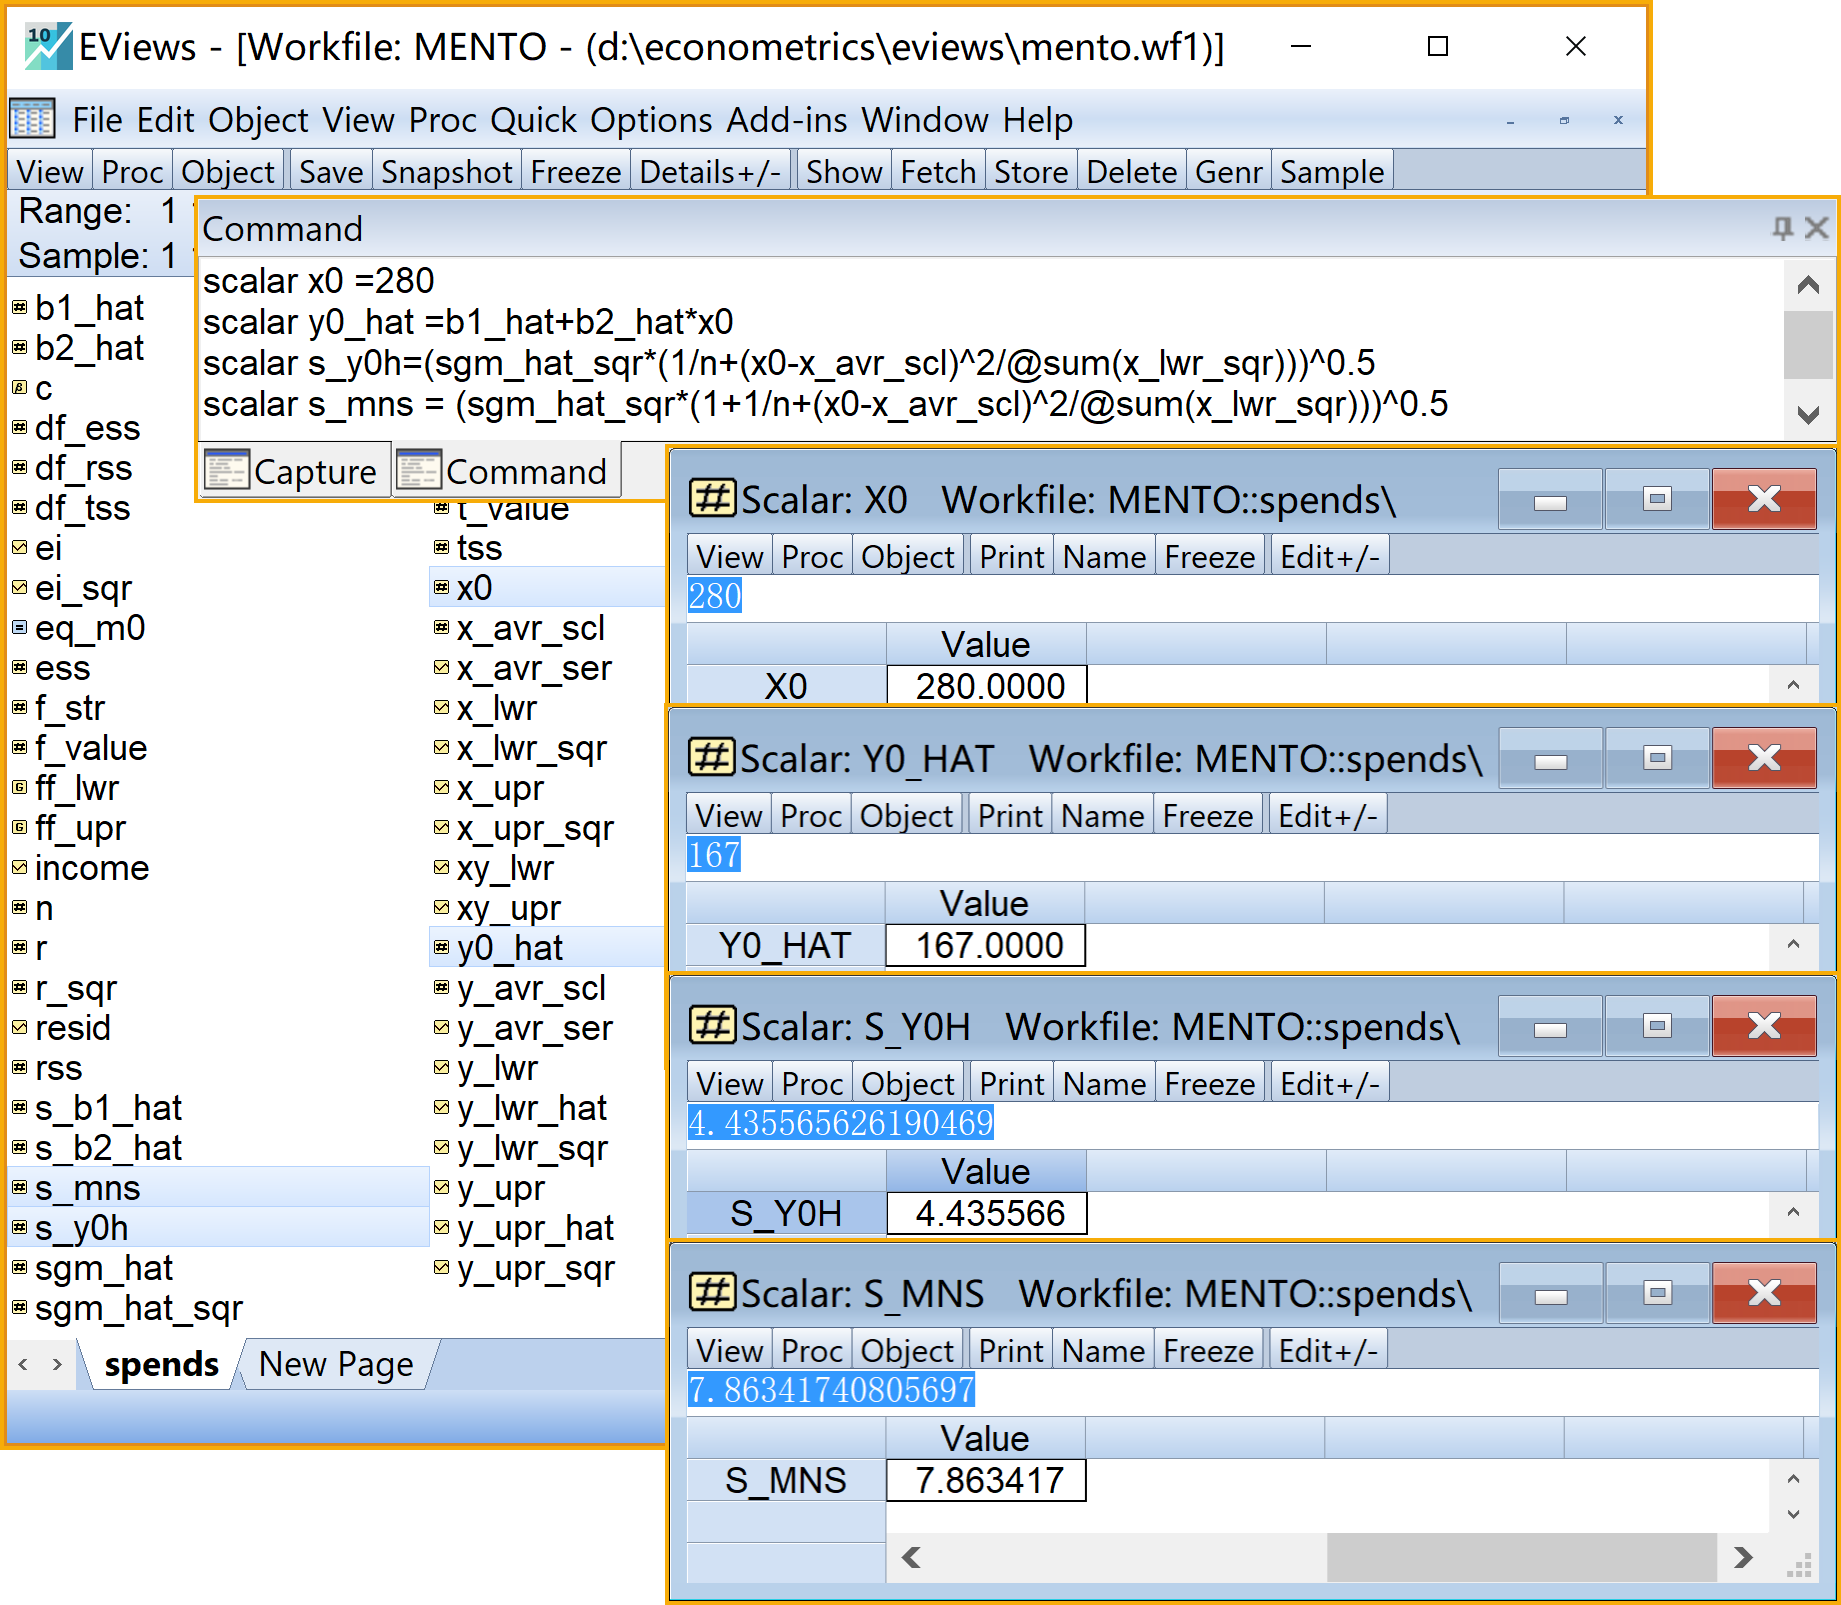 10 EViews - [Workfile: MENTO - (d:\econometrics\eviews\mento.wf1)]
File Edit Object View Proc Quick Options Add-ins Window Help
View Proc Object Save Snapshot Freeze Details+/- Show Fetch Store Delete Genr Sample
Range: 1
Sample: 1
Command
scalar x0 =280
scalar y0_hat =b1_hat+b2_hat*x0
scalar s_y0h=(sgm_hat_sqr*(1/n+(x0-x_avr_scl)^2/@sum(x_lwr_sqr)))^0.5
scalar s_mns = (sgm_hat_sqr*(1+1/n+(x0-x_avr_scl)^2/@sum(x_lwr_sqr)))^0.5
Capture Command
b1_hat
b2_hat
c
df_ess
df_rss
df_tss
ei
ei_sqr
eq_m0
ess
f_str
f_value
ff_lwr
ff_upr
income
n
r
r_sqr
resid
rss
s_b1_hat
s_b2_hat
s_mns
s_y0h
sgm_hat
sgm_hat_sqr
t_value
tss
x0
x_avr_scl
x_avr_ser
x_lwr
x_lwr_sqr
x_upr
x_upr_sqr
xy_lwr
xy_upr
y0_hat
y_avr_scl
y_avr_ser
y_lwr
y_lwr_hat
y_lwr_sqr
y_upr
y_upr_hat
y_upr_sqr
spends New Page
Scalar: X0 Workfile: MENTO::spends\
View Proc Object Print Name Freeze Edit+/-
280
Value
X0 280.0000
Scalar: Y0_HAT Workfile: MENTO::spends\
View Proc Object Print Name Freeze Edit+/-
167
Value
Y0_HAT 167.0000
Scalar: S_Y0H Workfile: MENTO::spends\
View Proc Object Print Name Freeze Edit+/-
4.435565626190469
Value
S_Y0H 4.435566
Scalar: S_MNS Workfile: MENTO::spends\
View Proc Object Print Name Freeze Edit+/-
7.86341740805697
Value
S_MNS 7.863417